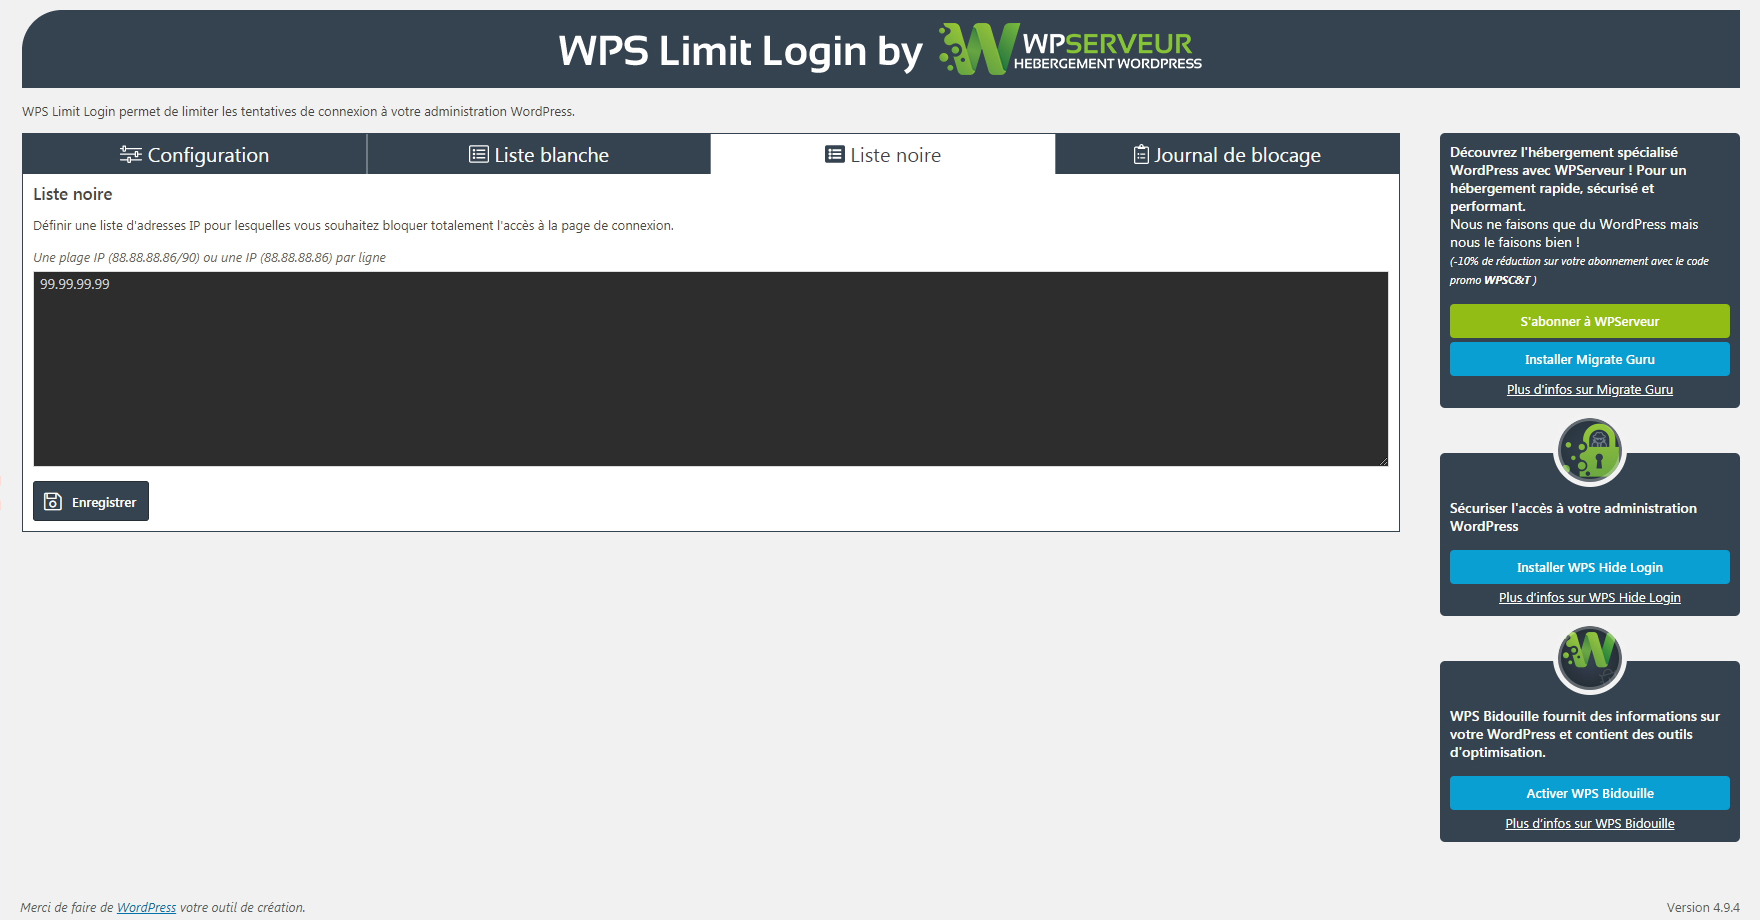 WPS Limit Login by WPSERVEUR
HEBERGEMENT WORDPRESS
WPS Limit Login permet de limiter les tentatives de connexion à votre administration WordPress.
Configuration
Liste blanche
Liste noire
Journal de blocage
Liste noire
Définir une liste d'adresses IP pour lesquelles vous souhaitez bloquer totalement l'accès à la page de connexion.
Une plage IP (88.88.88.86/90) ou une IP (88.88.88.86) par ligne
99.99.99.99
Enregistrer
Découvrez l'hébergement spécialisé
WordPress avec WPServeur ! Pour un
hébergement rapide, sécurisé et
performant.
Nous ne faisons que du WordPress mais
nous le faisons bien !
(-10% de réduction sur votre abonnement avec le code
promo WPSC&T )
S'abonner à WPServeur
Installer Migrate Guru
Plus d'infos sur Migrate Guru
Sécuriser l'accès à votre administration
WordPress
Installer WPS Hide Login
Plus d'infos sur WPS Hide Login
WPS Bidouille fournit des informations sur
votre WordPress et contient des outils
d'optimisation.
Activer WPS Bidouille
Plus d'infos sur WPS Bidouille
Merci de faire de WordPress votre outil de création.
Version 4.9.4